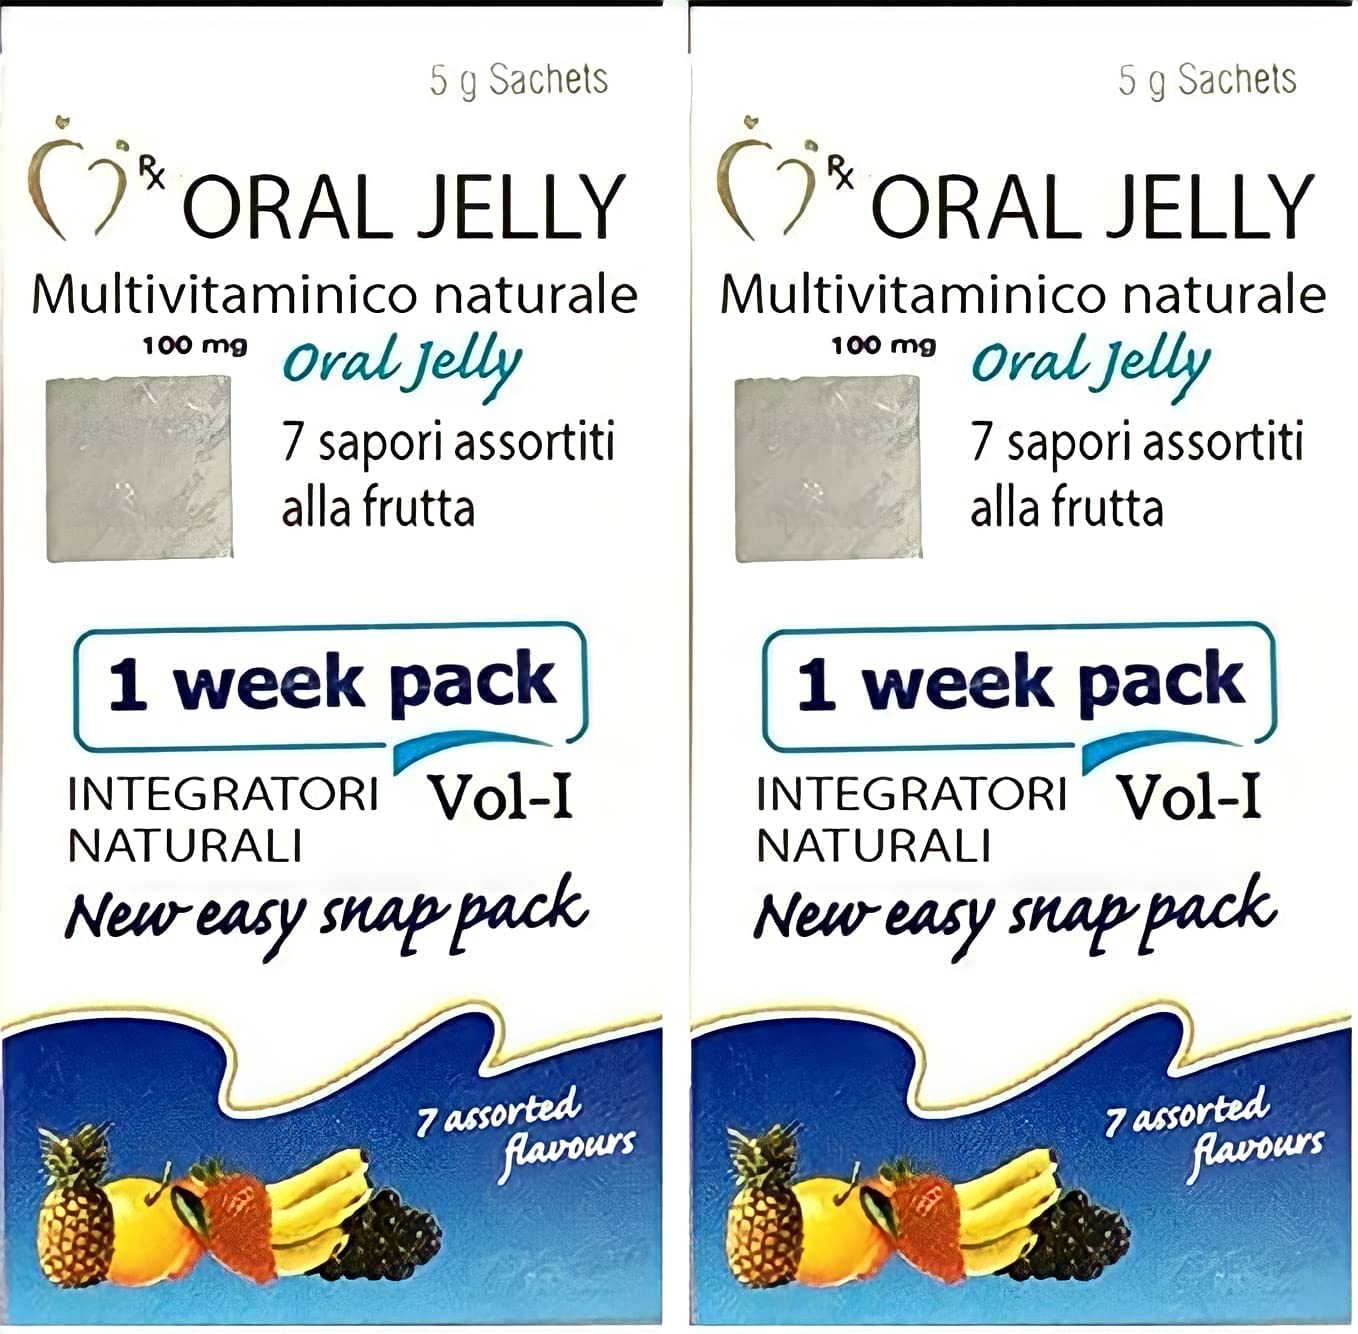 5 g Sachets
Rx ORAL JELLY
Multivitaminico naturale
100 mg
Oral Jelly
7 sapori assortiti
alla frutta
1 week pack
INTEGRATORI
NATURALI
Vol-I
New easy snap pack
7 assorted
flavours
5 g Sachets
Rx ORAL JELLY
Multivitaminico naturale
100 mg
Oral Jelly
7 sapori assortiti
alla frutta
1 week pack
INTEGRATORI
NATURALI
Vol-I
New easy snap pack
7 assorted
flavours